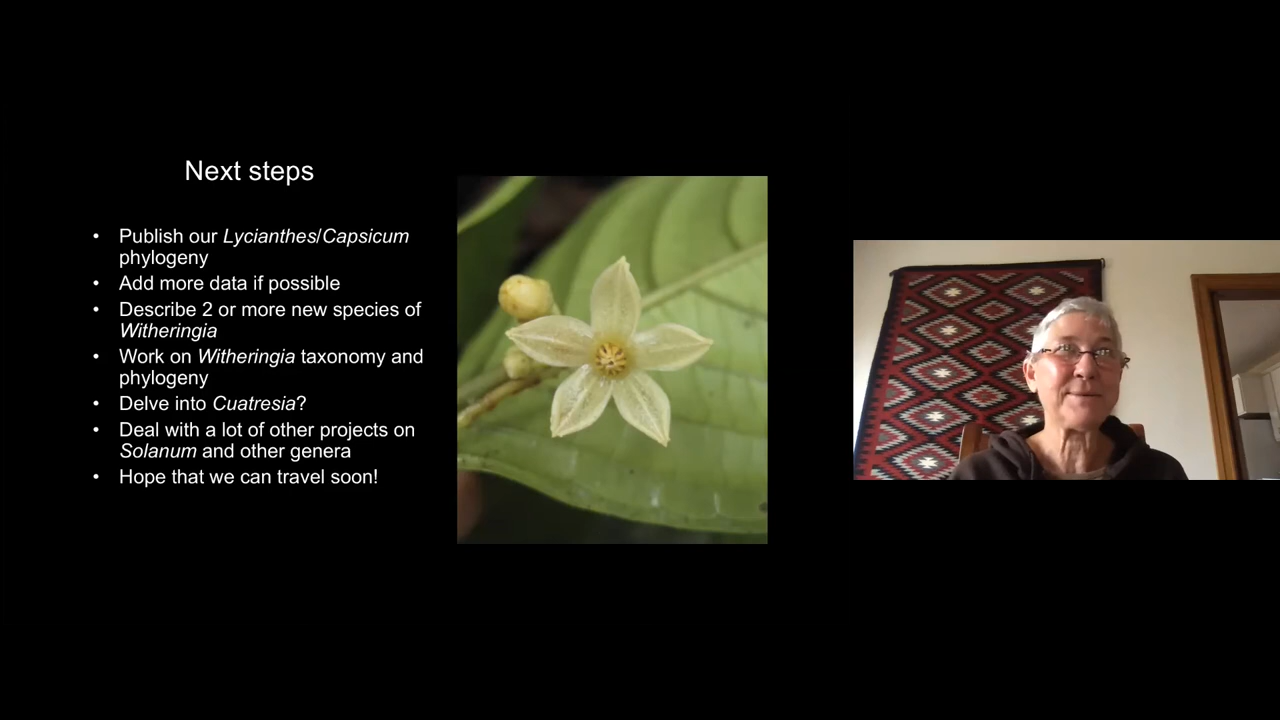 Next steps
• Publish our Lycianthes/Capsicum
phylogeny
• Add more data if possible
• Describe 2 or more new species of
Witheringia
• Work on Witheringia taxonomy and
phylogeny
• Delve into Cuatresia?
• Deal with a lot of other projects on
Solanum and other genera
• Hope that we can travel soon!